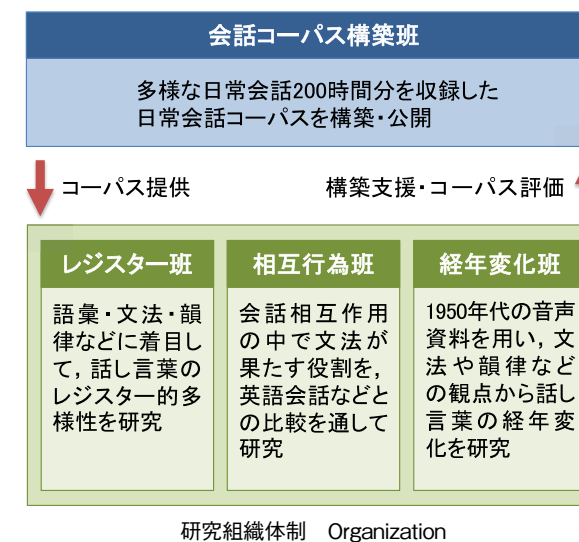 会話コーパス構築班
多様な日常会話200時間分を収録した
日常会話コーパスを構築・公開
コーパス提供
構築支援・コーパス評価
レジスター班
語彙・文法・韻
律などに着目し
て，話し言葉の
レジスター的多
様性を研究
相互行為班
会話相互作用
の中で文法が
果たす役割を，
英語会話などと
の比較を通して
研究
経年変化班
1950年代の音声
資料を用い，文
法や韻律など
の観点から話し
言葉の経年変
化を研究
研究組織体制　Organization